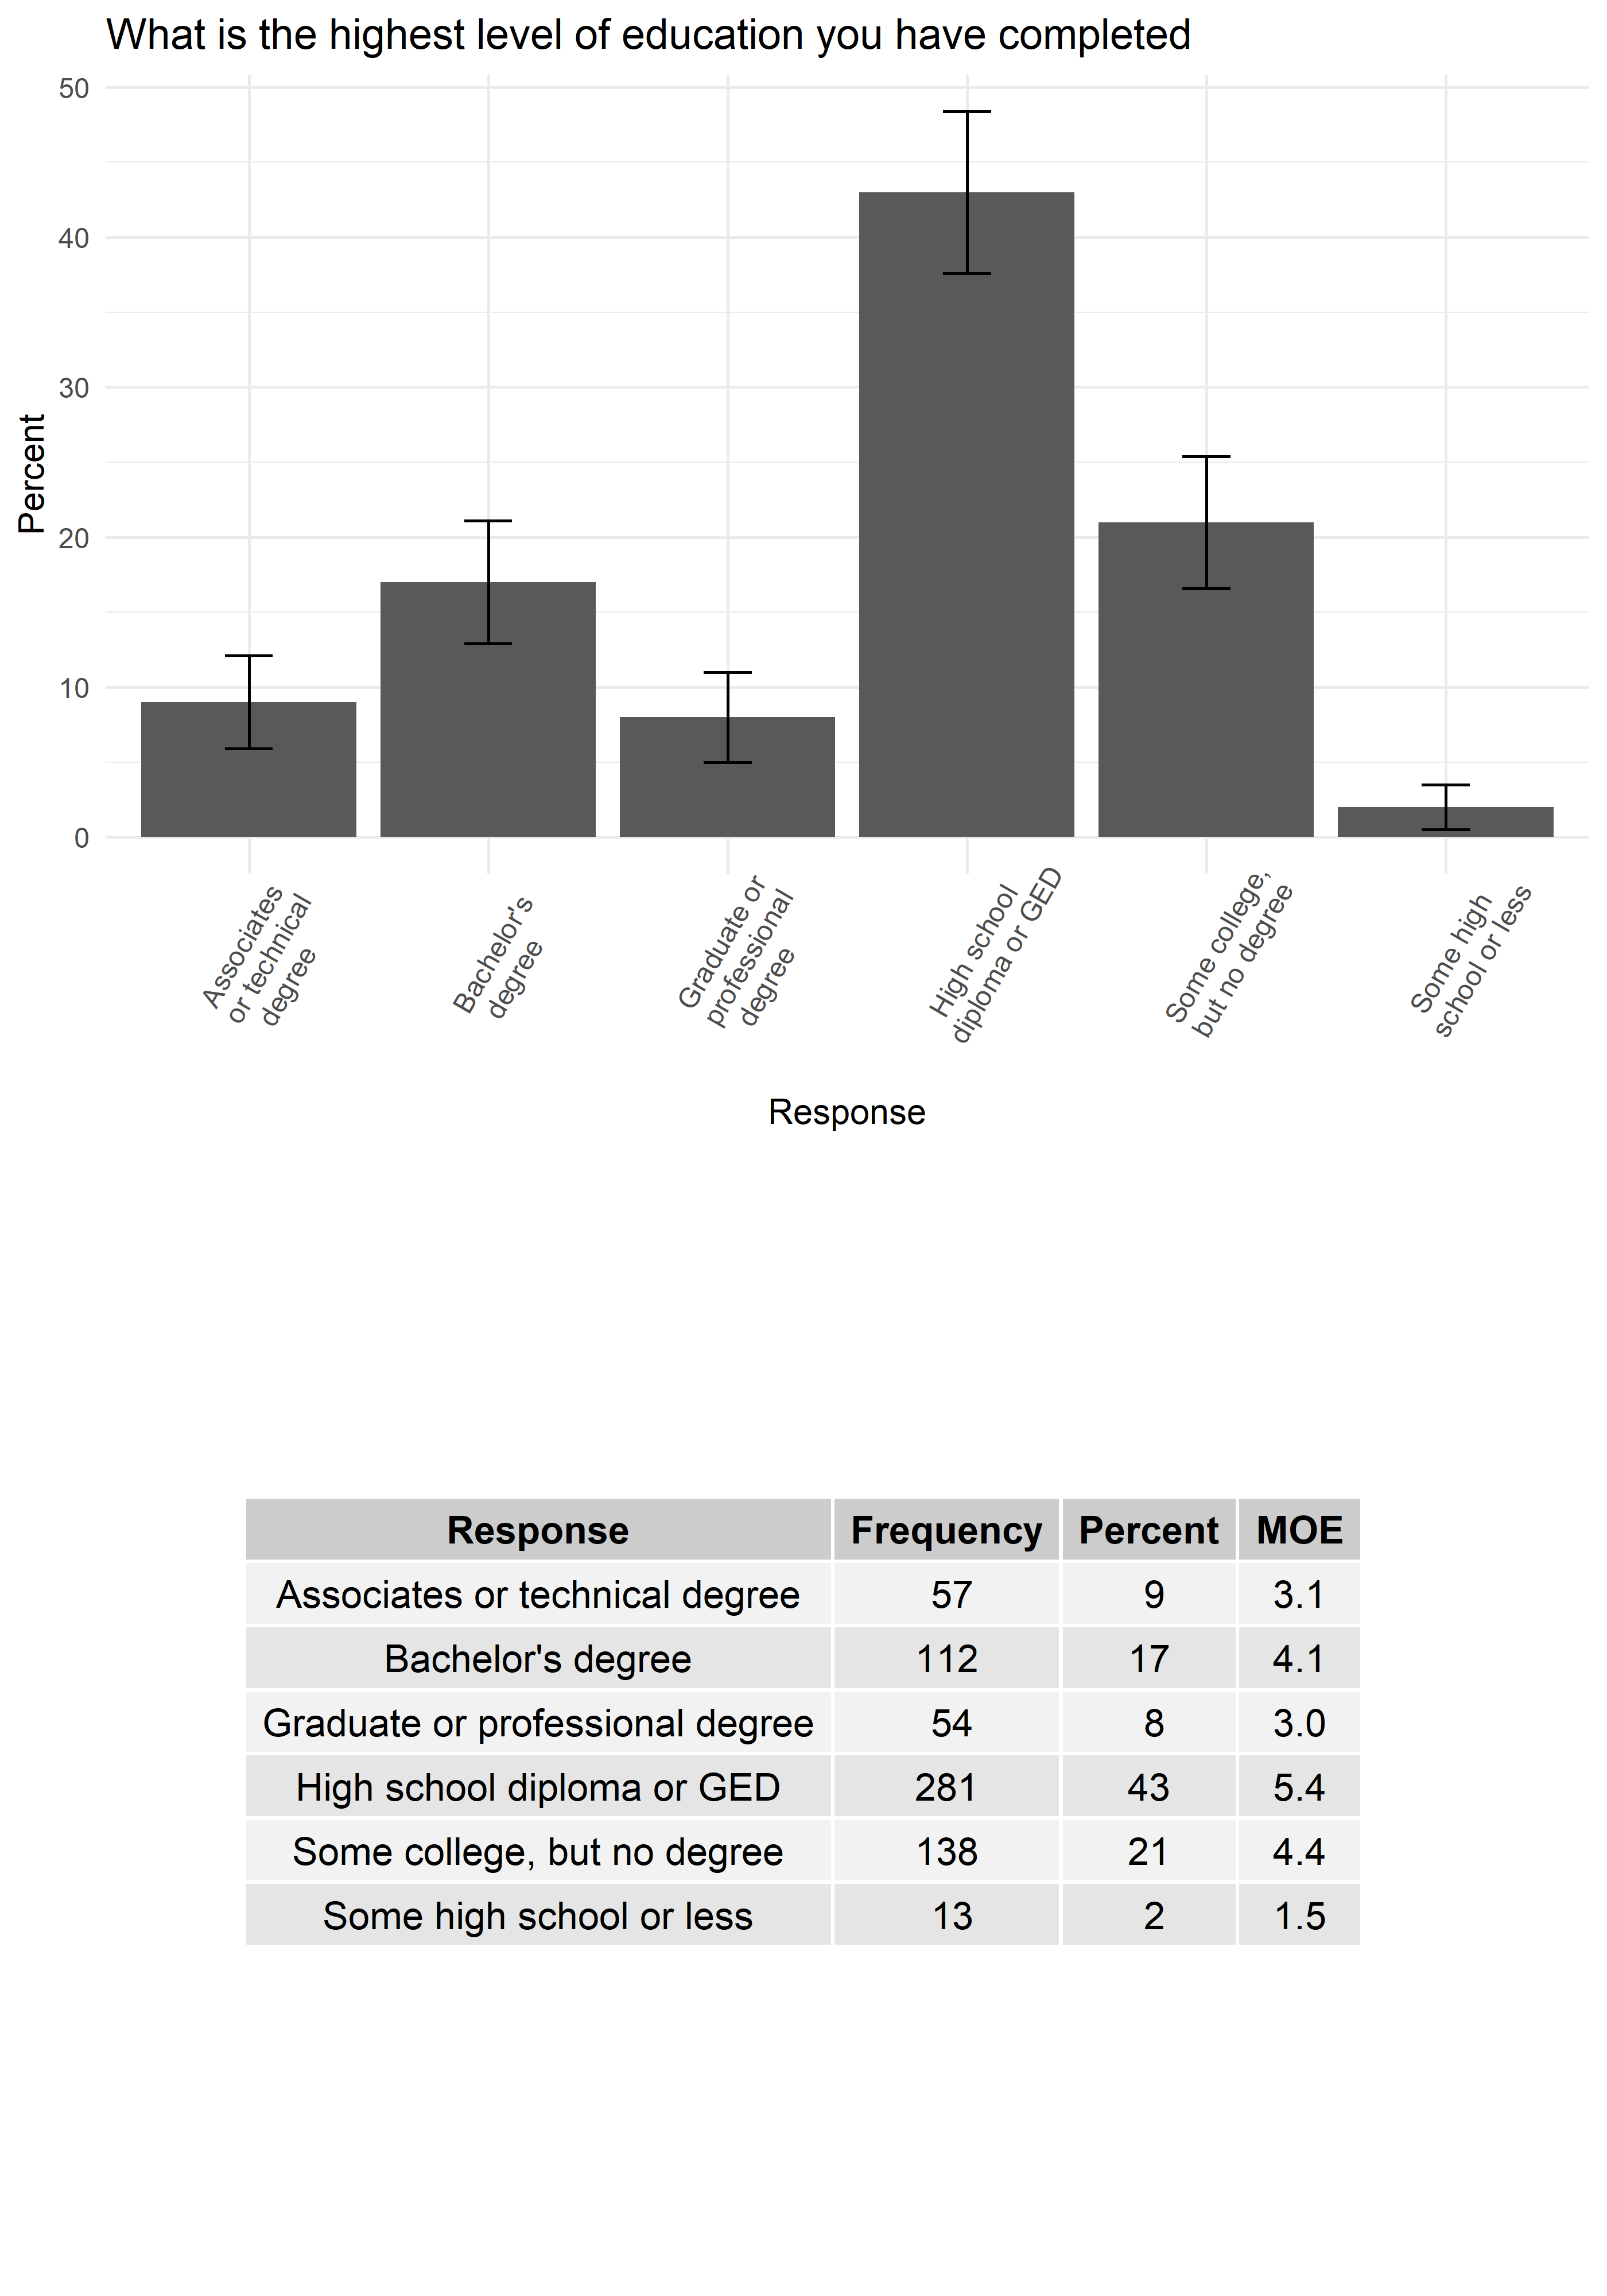 What is the highest level of education you have completed
50
40
30
20
10
0
Percent
Associates
or technical
degree
Bachelor's
degree
Graduate or
professional
degree
High school
diploma or GED
Some college,
but no degree
Some high
school or less
Response
Response Frequency Percent MOE
Associates or technical degree 57 9 3.1
Bachelor's degree 112 17 4.1
Graduate or professional degree 54 8 3.0
High school diploma or GED 281 43 5.4
Some college, but no degree 138 21 4.4
Some high school or less 13 2 1.5